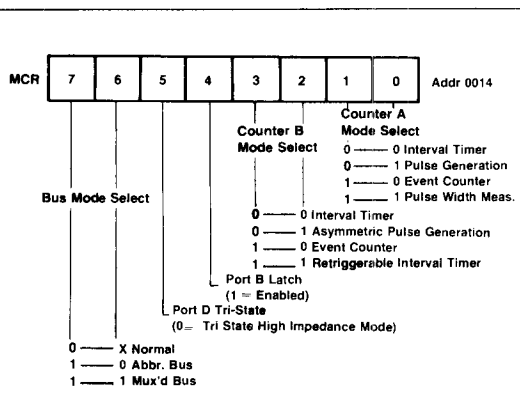 MCR 7 6 5 4 3 2 1 0 Addr 0014
Counter A
Mode Select
0 — 0 Interval Timer
0 — 1 Pulse Generation
1 — 0 Event Counter
1 — 1 Pulse Width Meas.
Counter B
Mode Select
0 — 0 Interval Timer
0 — 1 Asymmetric Pulse Generation
1 — 0 Event Counter
1 — 1 Retriggerable Interval Timer
Port B Latch
(1 = Enabled)
Port D Tri-State
(0= Tri State High Impedance Mode)
Bus Mode Select
0 — X Normal
1 — 0 Abbr. Bus
1 — 1 Mux'd Bus